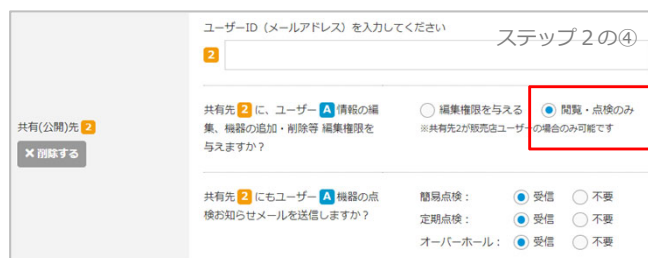 ユーザーID（メールアドレス）を入力してください
ステップ２の④
2
共有(公開)先 2
✕ 削除する
共有先 2 に、ユーザー A 情報の編
集、機器の追加・削除等 編集権限を
与えますか？
編集権限を与える 閲覧・点検のみ
※共有先2が販売店ユーザーの場合のみ可能です
共有先 2 にもユーザー A 機器の点
検お知らせメールを送信しますか？
簡易点検： 受信 不要
定期点検： 受信 不要
オーバーホール： 受信 不要